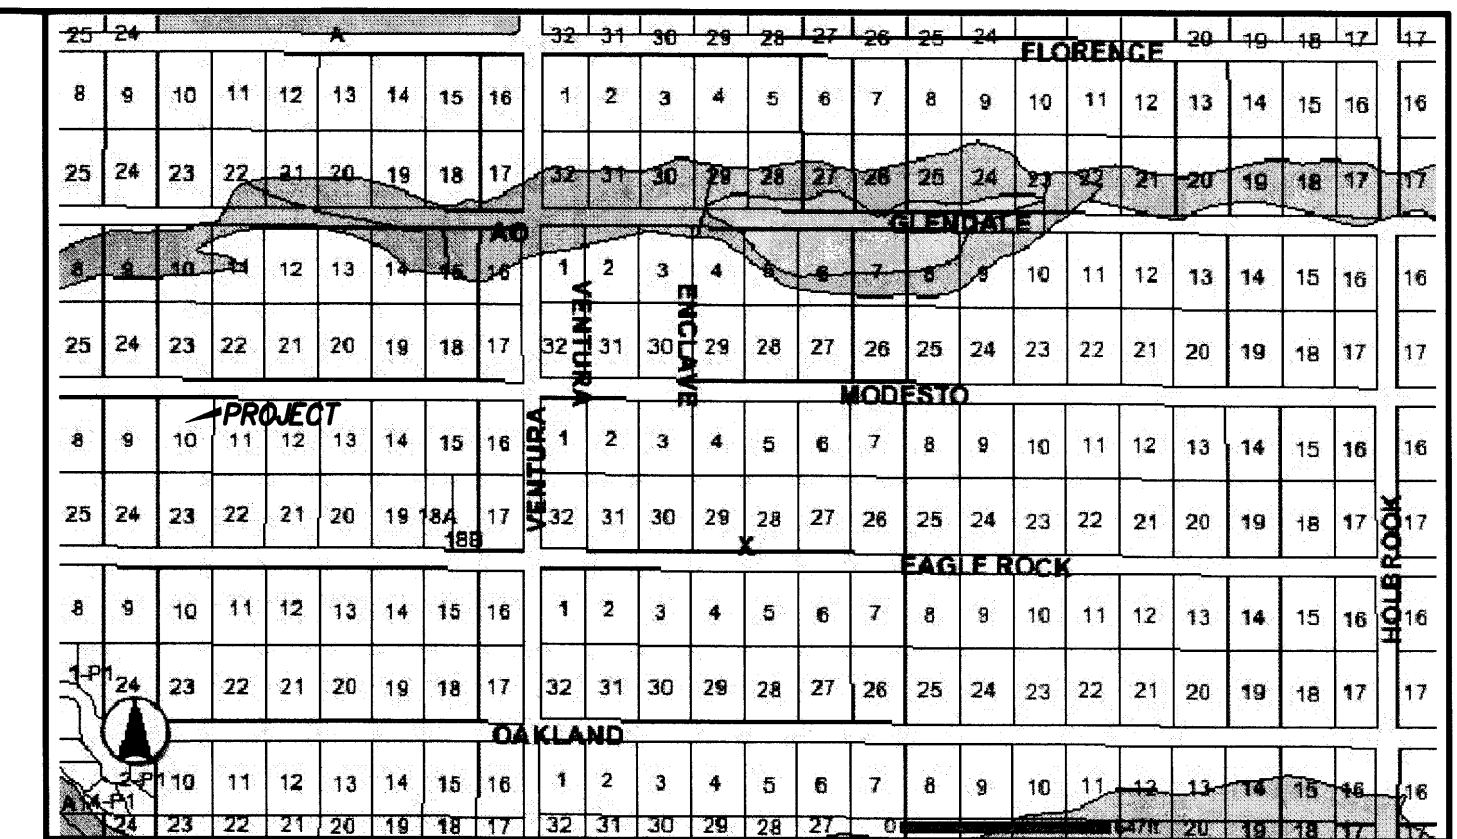 25 24 A 32 31 30 29 28 27 26 25 24 20 19 18 17 17
FLORENCE
8 9 10 11 12 13 14 15 16 1 2 3 4 5 6 7 8 9 10 11 12 13 14 15 16 16
25 24 23 22 21 20 19 18 17 32 31 30 29 28 27 26 25 24 23 22 21 20 19 18 17 17
AO GLENDALE
8 9 10 11 12 13 14 15 16 1 2 3 4 5 6 7 8 9 10 11 12 13 14 15 16 16
VENTURA
ENCLAVE
25 24 23 22 21 20 19 18 17 32 31 30 29 28 27 26 25 24 23 22 21 20 19 18 17 17
MODESTO
PROJECT
8 9 10 11 12 13 14 15 16 1 2 3 4 5 6 7 8 9 10 11 12 13 14 15 16 16
VENTURA
25 24 23 22 21 20 19 18A 17 32 31 30 29 28 27 26 25 24 23 22 21 20 19 18 17 17
18B X
EAGLE ROCK
HOLBROOK
8 9 10 11 12 13 14 15 16 1 2 3 4 5 6 7 8 9 10 11 12 13 14 15 16 16
1-P1
24 23 22 21 20 19 18 17 32 31 30 29 28 27 26 25 24 23 22 21 20 19 18 17 17
OAKLAND
2-P1 10 11 12 13 14 15 16 1 2 3 4 5 6 7 8 9 10 11 12 13 14 15 16 16
24 23 22 21 20 19 18 17 32 31 30 29 28 27 0 647ft 20 19 18 17 17